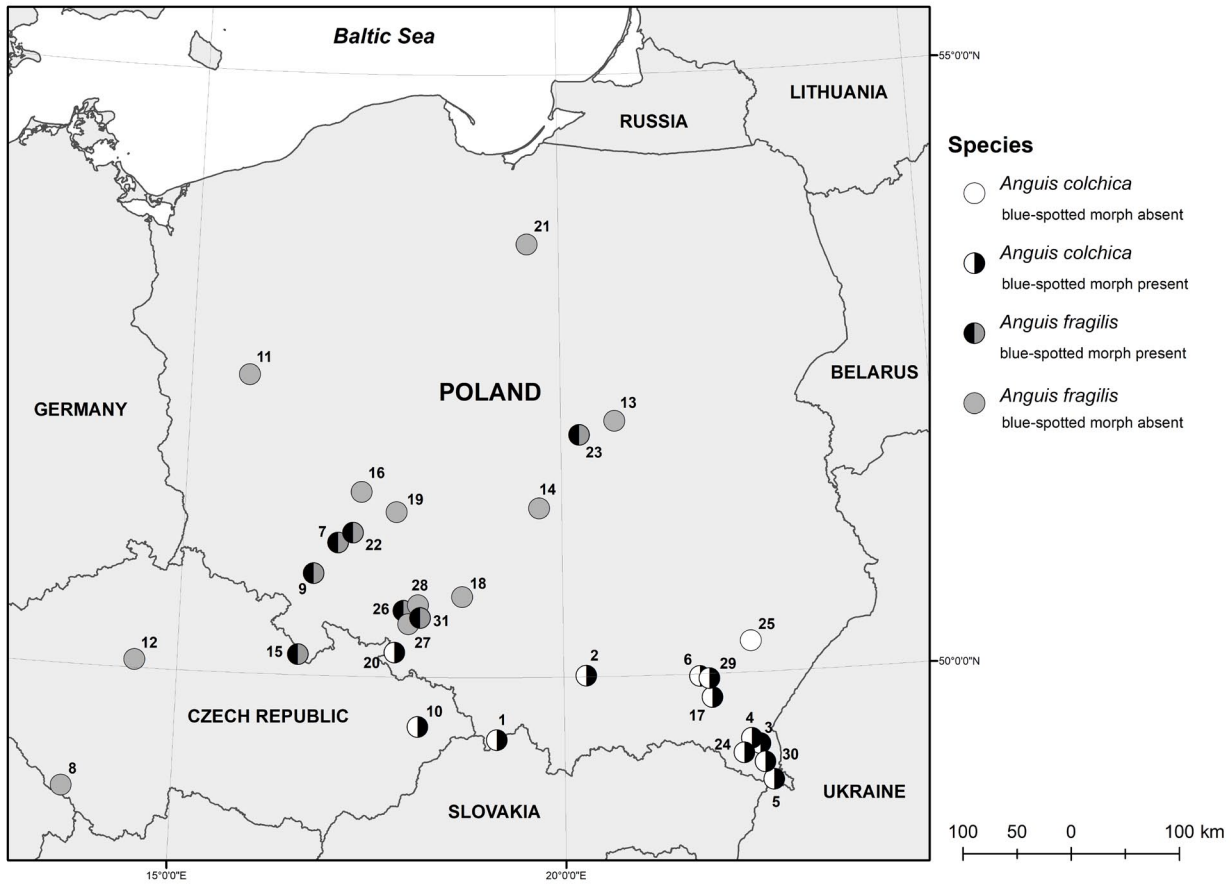 Baltic Sea
55°0'0"N
LITHUANIA
RUSSIA
Species
Anguis colchica
blue-spotted morph absent
21
Anguis colchica
blue-spotted morph present
Anguis fragilis
blue-spotted morph present
11
BELARUS
POLAND
GERMANY
Anguis fragilis
blue-spotted morph absent
13
23
16
14
19
7
22
9
28
18
26
31
25
12
15
27
20
2
6
29
50°0'0"N
17
CZECH REPUBLIC
10
1
4
3
24
30
8
5
UKRAINE
SLOVAKIA
100 50 0 100 km
15°0'0"E
20°0'0"E